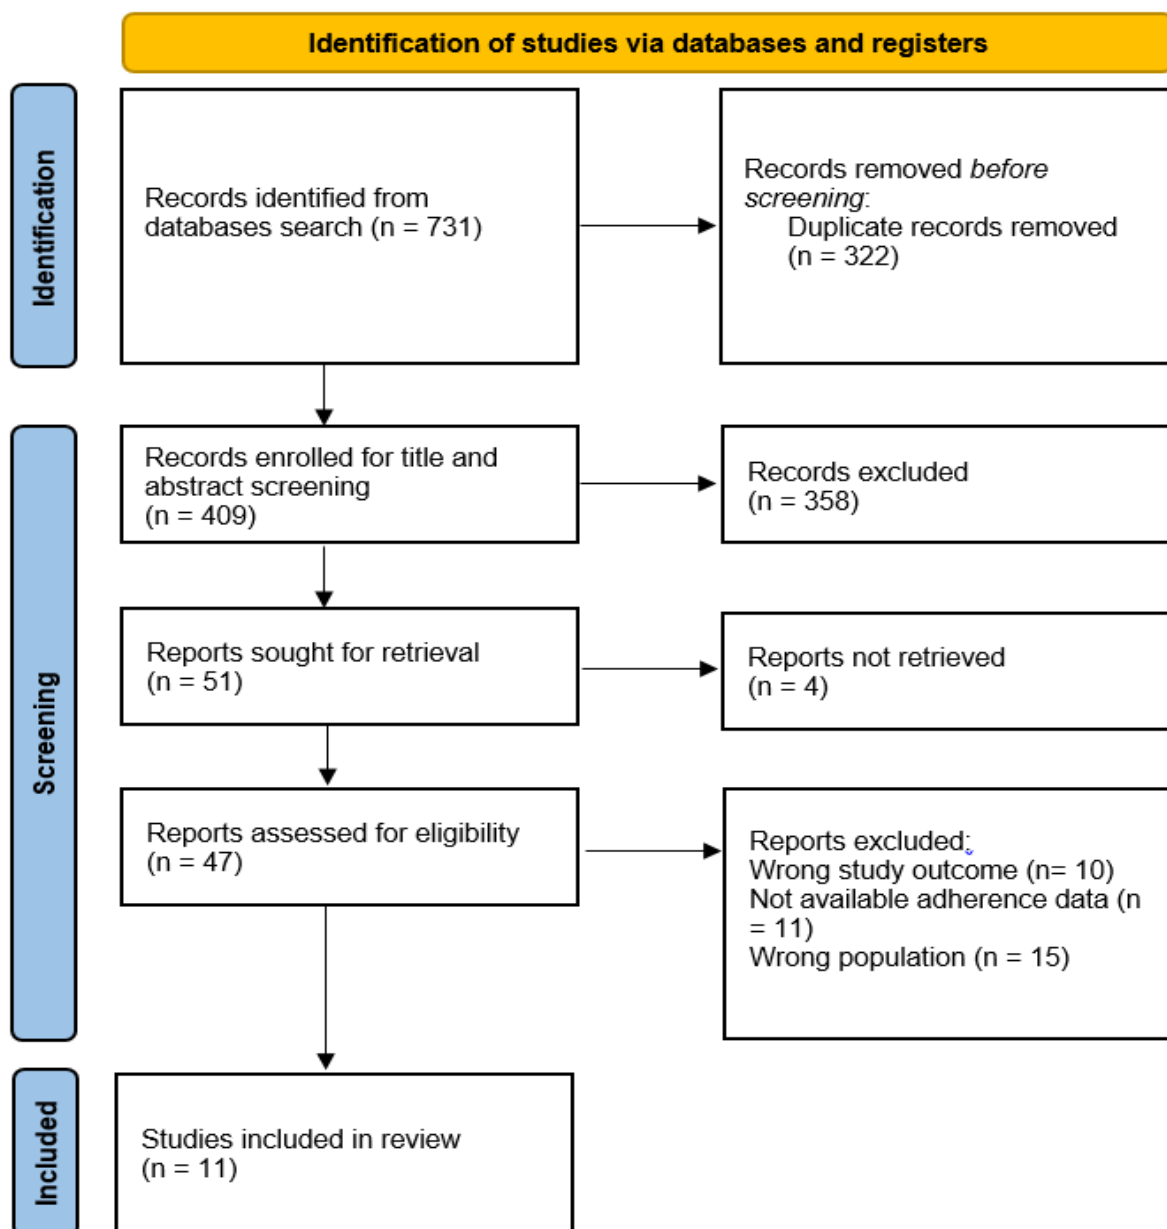 Identification of studies via databases and registers
Identification
Records identified from
databases search (n = 731)
Records removed before
screening:
Duplicate records removed
(n = 322)
Screening
Records enrolled for title and
abstract screening
(n = 409)
Records excluded
(n = 358)
Reports sought for retrieval
(n = 51)
Reports not retrieved
(n = 4)
Reports assessed for eligibility
(n = 47)
Reports excluded:
Wrong study outcome (n= 10)
Not available adherence data (n
= 11)
Wrong population (n = 15)
Included
Studies included in review
(n = 11)